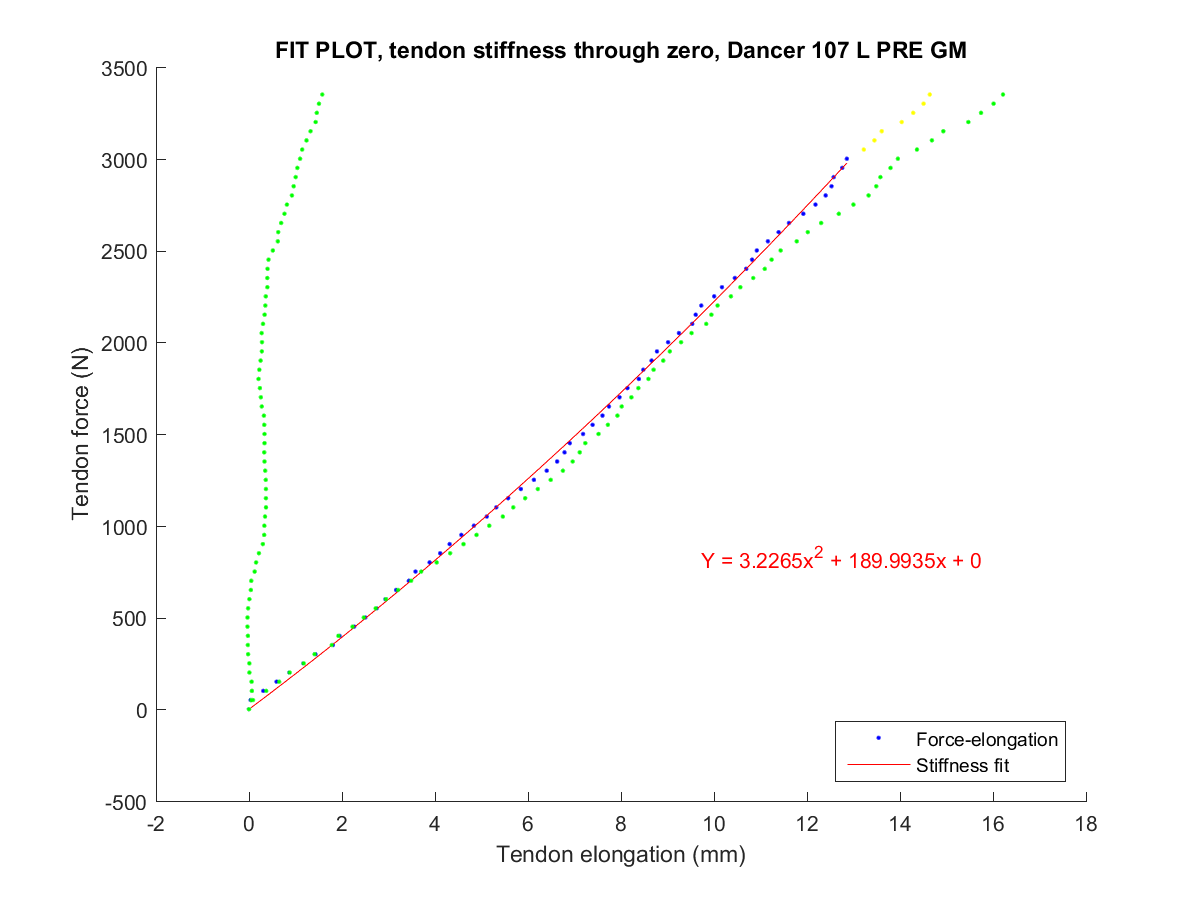 FIT PLOT, tendon stiffness through zero, Dancer 107 L PRE GM
3500
3000
2500
2000
1500
1000
500
0
-500
Tendon force (N)
Y = 3.2265x² + 189.9935x + 0
Force-elongation
Stiffness fit
-2 0 2 4 6 8 10 12 14 16 18
Tendon elongation (mm)